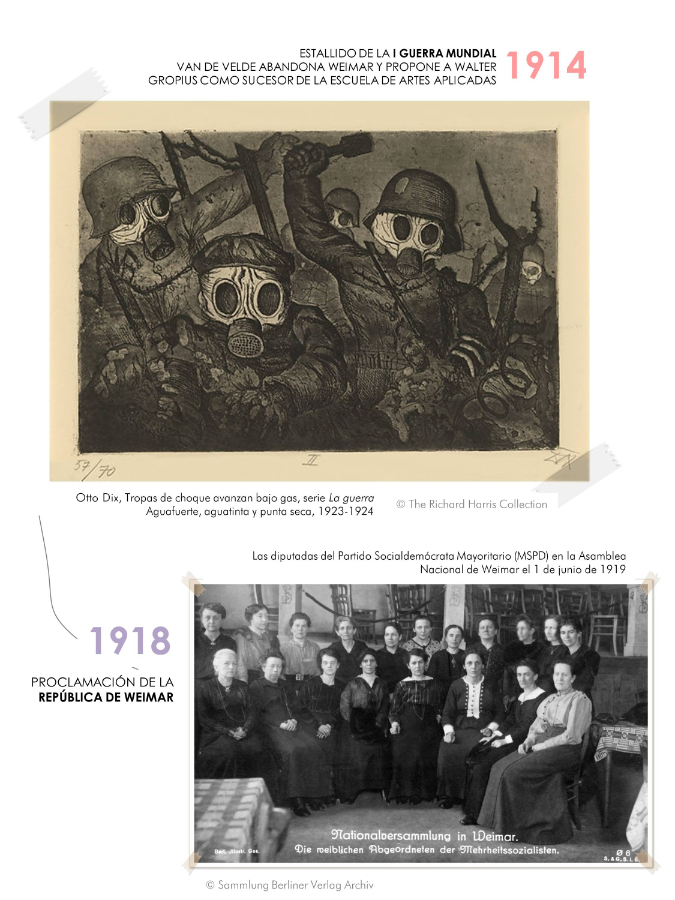 ESTALLIDO DE LA I GUERRA MUNDIAL
VAN DE VELDE ABANDONA WEIMAR Y PROPONE A WALTER
GROPIUS COMO SUCESOR DE LA ESCUELA DE ARTES APLICADAS
1914
57/70
II
Otto Dix, Tropas de choque avanzan bajo gas, serie La guerra
Aguafuerte, aguatinta y punta seca, 1923-1924
© The Richard Harris Collection
Las diputadas del Partido Socialdemócrata Mayoritario (MSPD) en la Asamblea
Nacional de Weimar el 1 de junio de 1919
1918
PROCLAMACIÓN DE LA
REPÚBLICA DE WEIMAR
Nationalversammlung in Weimar.
Die weiblichen Abgeordneten der Mehrheitssozialisten.
Berl. Jllustr. Ges.
© Sammlung Berliner Verlag Archiv